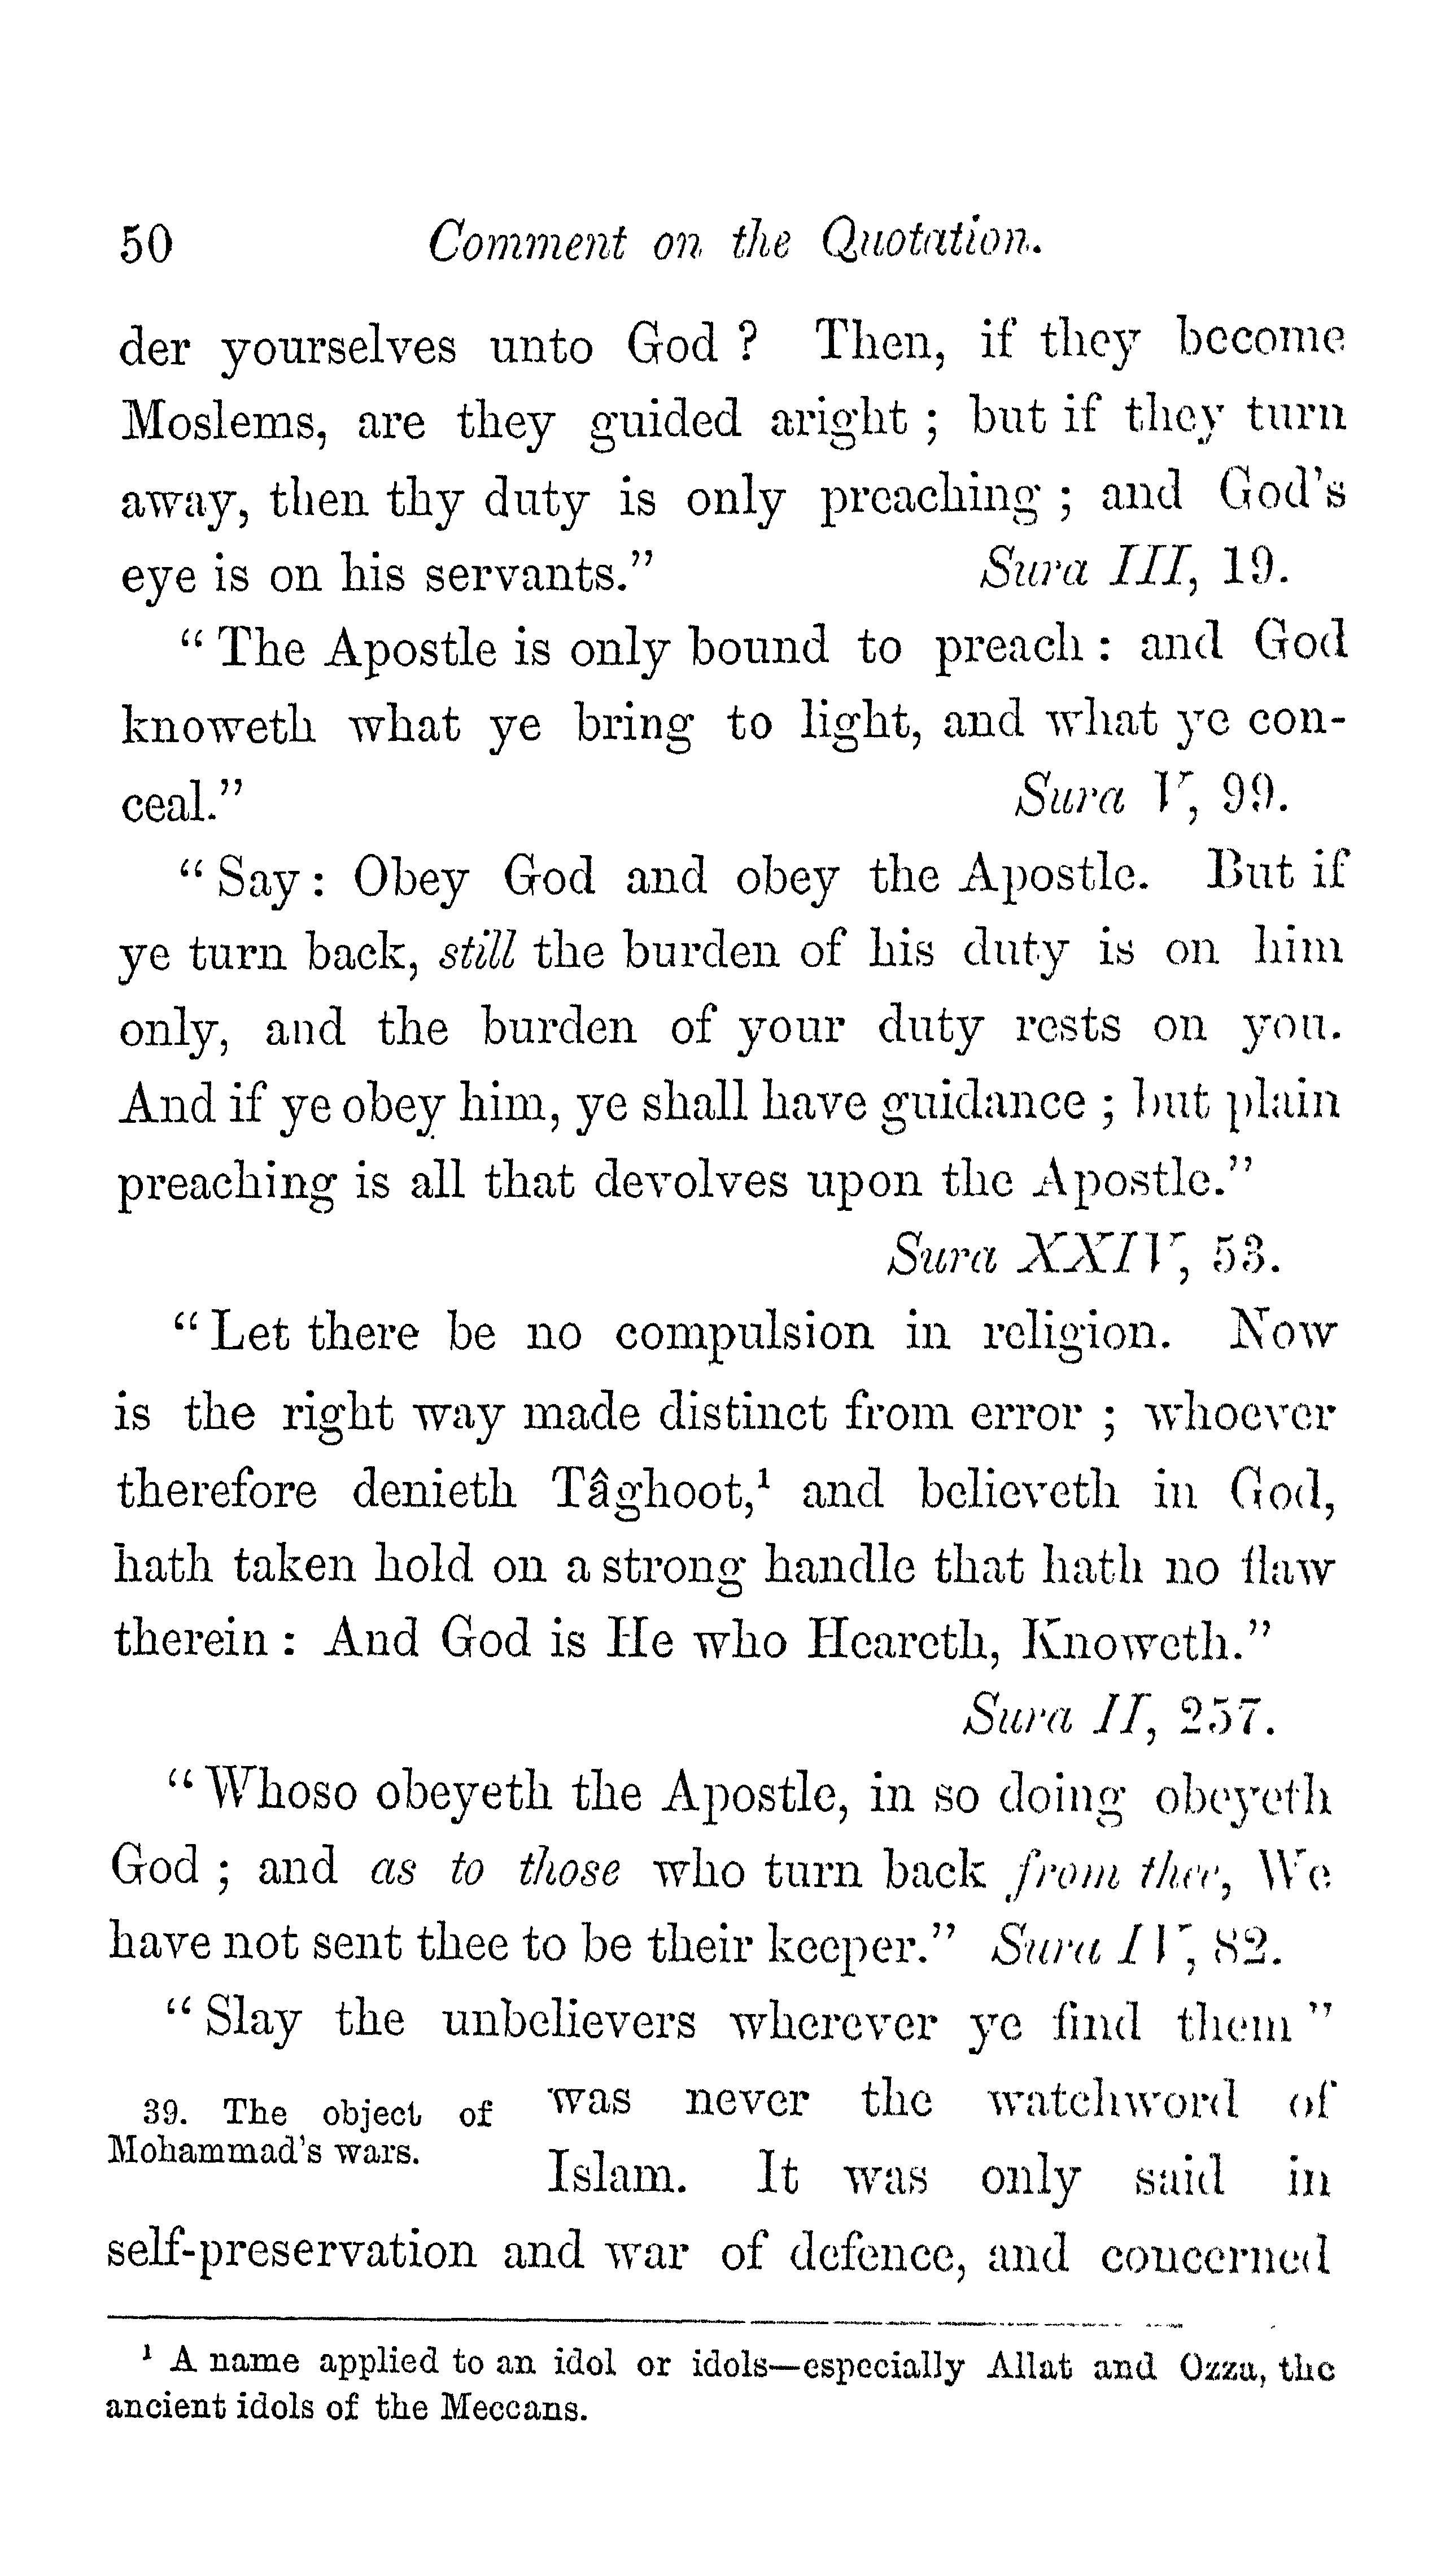 50 Comment on the Quotation.
der yourselves unto God ? Then, if they become
Moslems, are they guided aright ; but if they turn
away, then thy duty is only preaching ; and God's
eye is on his servants." Sura III, 19.
" The Apostle is only bound to preach : and God
knoweth what ye bring to light, and what ye con-
ceal." Sura V, 99.
" Say : Obey God and obey the Apostle. But if
ye turn back, still the burden of his duty is on him
only, and the burden of your duty rests on you.
And if ye obey him, ye shall have guidance ; but plain
preaching is all that devolves upon the Apostle."
Sura XXIV, 53.
" Let there be no compulsion in religion. Now
is the right way made distinct from error ; whoever
therefore denieth Tâghoot,¹ and believeth in God,
hath taken hold on a strong handle that hath no flaw
therein : And God is He who Heareth, Knoweth."
Sura II, 257.
" Whoso obeyeth the Apostle, in so doing obeyeth
God ; and as to those who turn back from thee, We
have not sent thee to be their keeper." Sura IV, 82.
" Slay the unbelievers wherever ye find them "
39. The object of
Mohammad's wars.
was never the watchword of
Islam. It was only said in
self-preservation and war of defence, and concerned
¹ A name applied to an idol or idols—especially Allat and Ozza, the
ancient idols of the Meccans.